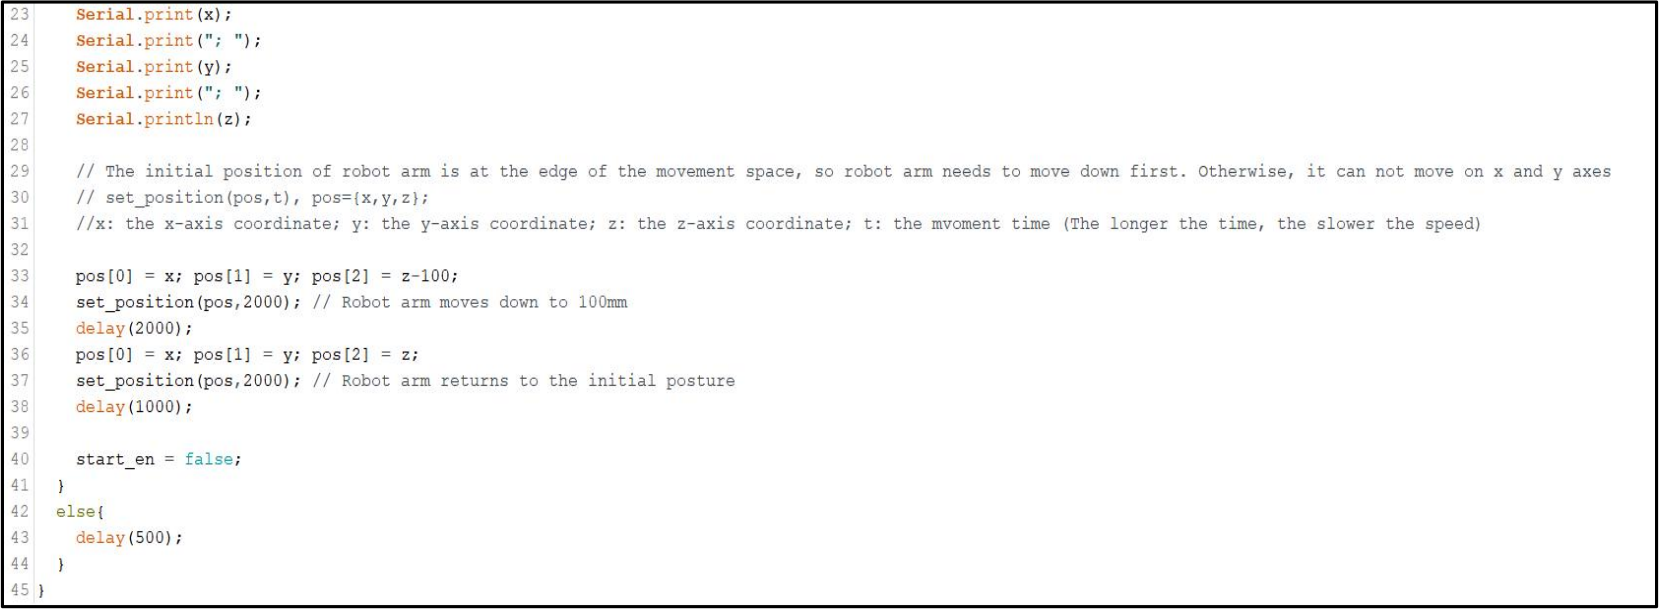 23 Serial.print(x);
24 Serial.print("; ");
25 Serial.print(y);
26 Serial.print("; ");
27 Serial.println(z);
28
29 // The initial position of robot arm is at the edge of the movement space, so robot arm needs to move down first. Otherwise, it can not move on x and y axes
30 // set_position(pos,t), pos={x,y,z};
31 //x: the x-axis coordinate; y: the y-axis coordinate; z: the z-axis coordinate; t: the mvoment time (The longer the time, the slower the speed)
32
33 pos[0] = x; pos[1] = y; pos[2] = z-100;
34 set_position(pos,2000); // Robot arm moves down to 100mm
35 delay(2000);
36 pos[0] = x; pos[1] = y; pos[2] = z;
37 set_position(pos,2000); // Robot arm returns to the initial posture
38 delay(1000);
39
40 start_en = false;
41 }
42 else{
43 delay(500);
44 }
45 }